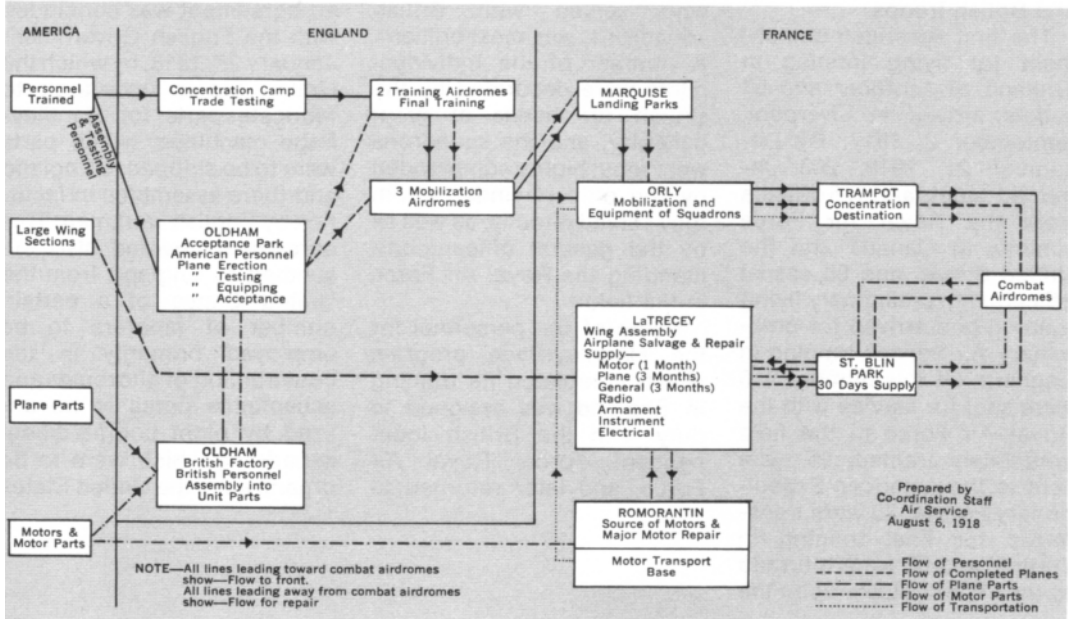 AMERICA
ENGLAND
FRANCE
Personnel
Trained
Concentration Camp
Trade Testing
2 Training Airdromes
Final Training
MARQUISE
Landing Parks
Assembly
& Testing
Personnel
3 Mobilization
Airdromes
ORLY
Mobilization and
Equipment of Squadrons
TRAMPOT
Concentration
Destination
Large Wing
Sections
OLDHAM
Acceptance Park
American Personnel
Plane Erection
Testing
" Equipping
" Acceptance
Combat
Airdromes
LaTRECEY
Wing Assembly
Airplane Salvage & Repair
Supply—
Motor (1 Month)
Plane (3 Months)
General (3 Months)
Radio
Armament
Instrument
Electrical
ST. BLIN
PARK
30 Days Supply
Plane Parts
OLDHAM
British Factory
British Personnel
Assembly into
Unit Parts
Motors &
Motor Parts
ROMORANTIN
Source of Motors &
Major Motor Repair
Motor Transport
Base
Prepared by
Co-ordination Staff
Air Service
August 6, 1918
NOTE—All lines leading toward combat airdromes
show—Flow to front.
All lines leading away from combat airdromes
show—Flow for repair
Flow of Personnel
Flow of Completed Planes
Flow of Plane Parts
Flow of Motor Parts
Flow of Transportation